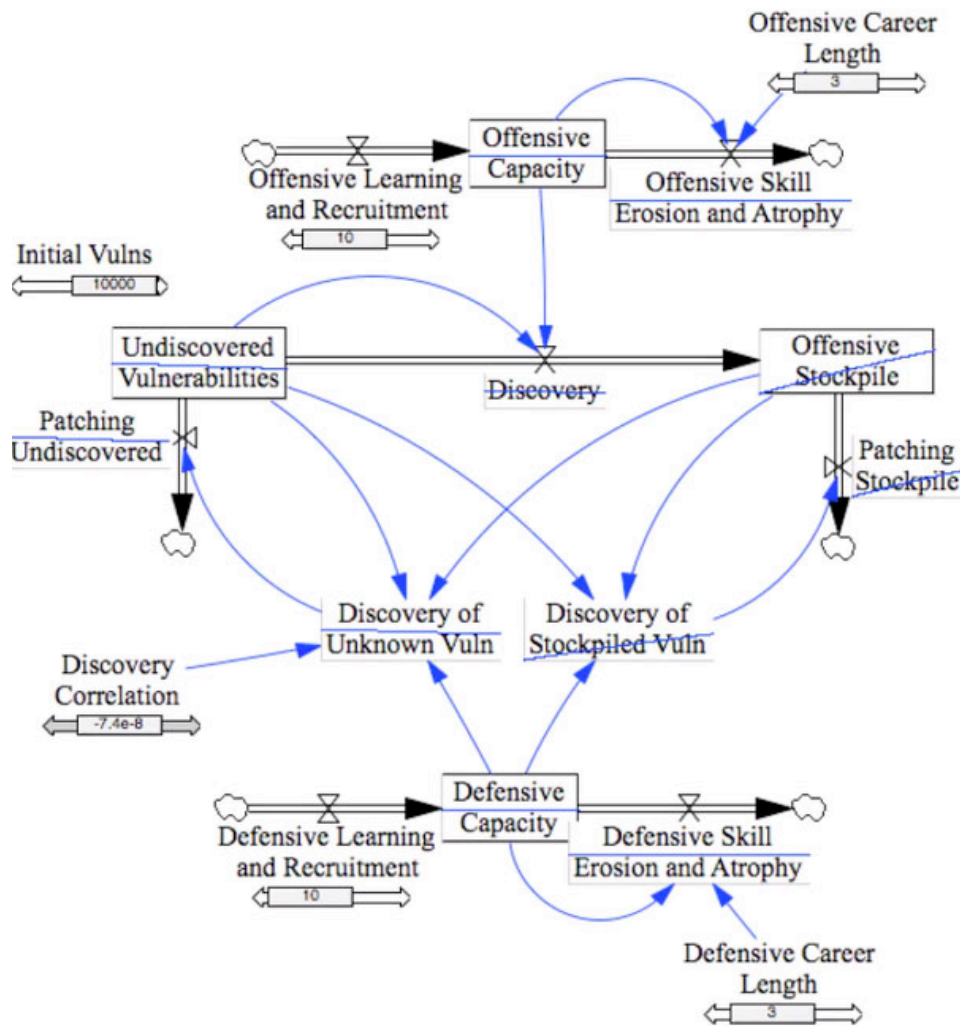 Offensive Career
Length
3
Offensive
Capacity
Offensive Learning
and Recruitment
10
Offensive Skill
Erosion and Atrophy
Initial Vulns
10000
Undiscovered
Vulnerabilities
Discovery
Offensive
Stockpile
Patching
Undiscovered
Patching
Stockpile
Discovery of
Unknown Vuln
Discovery of
Stockpiled Vuln
Discovery
Correlation
-7.4e-8
Defensive
Capacity
Defensive Learning
and Recruitment
10
Defensive Skill
Erosion and Atrophy
Defensive Career
Length
3